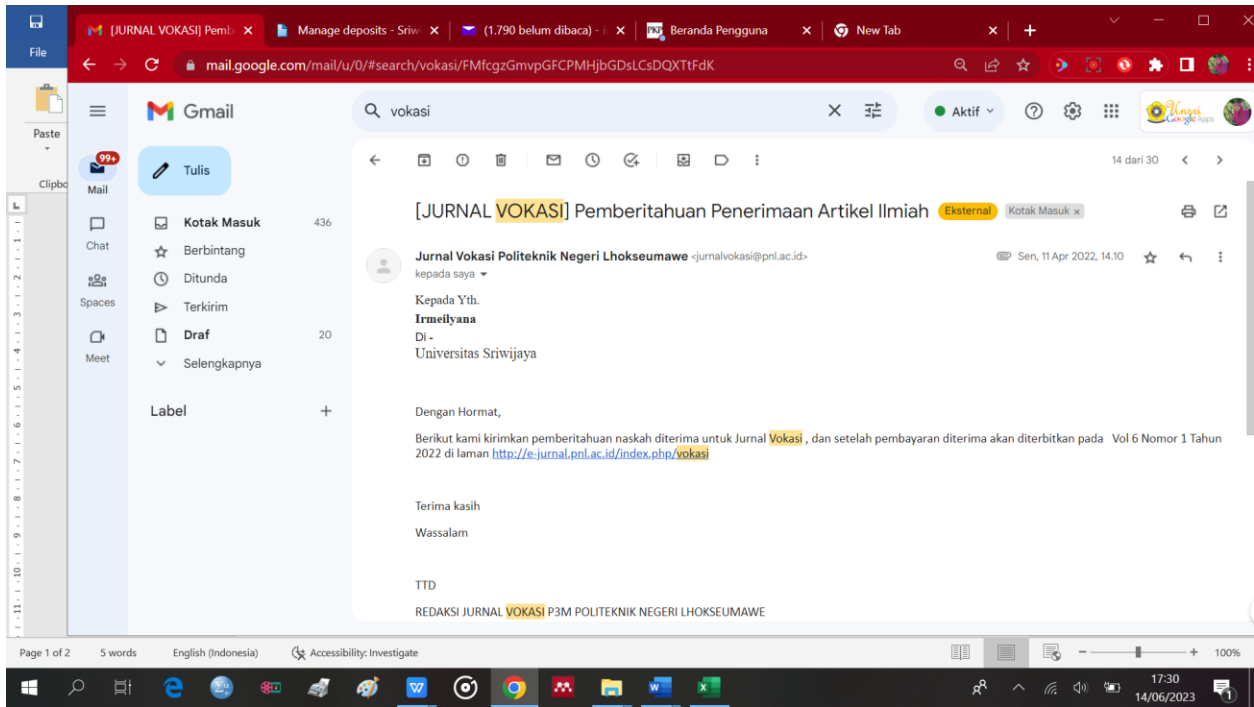 File
[JURNAL VOKASI] Pemb
Manage deposits - Sriwi
(1.790 belum dibaca) - i
Beranda Pengguna
New Tab
mail.google.com/mail/u/0/#search/vokasi/FMfcgzGmvpGFCPMHjbGDsLCsDQXTtFdK
Paste
Clipbo
Gmail
vokasi
Aktif
Unsri
Google Apps
99+
Mail
Chat
Spaces
Meet
Tulis
Kotak Masuk 436
Berbintang
Ditunda
Terkirim
Draf 20
Selengkapnya
Label
14 dari 30
[JURNAL VOKASI] Pemberitahuan Penerimaan Artikel Ilmiah Eksternal Kotak Masuk x
Jurnal Vokasi Politeknik Negeri Lhokseumawe <jurnalvokasi@pnl.ac.id> Sen, 11 Apr 2022, 14.10
kepada saya
Kepada Yth.
Irmeilyana
Di -
Universitas Sriwijaya
Dengan Hormat,
Berikut kami kirimkan pemberitahuan naskah diterima untuk Jurnal Vokasi , dan setelah pembayaran diterima akan diterbitkan pada Vol 6 Nomor 1 Tahun
2022 di laman http://e-jurnal.pnl.ac.id/index.php/vokasi
Terima kasih
Wassalam
TTD
REDAKSI JURNAL VOKASI P3M POLITEKNIK NEGERI LHOKSEUMAWE
Page 1 of 2 5 words English (Indonesia) Accessibility: Investigate 100%
17:30
14/06/2023